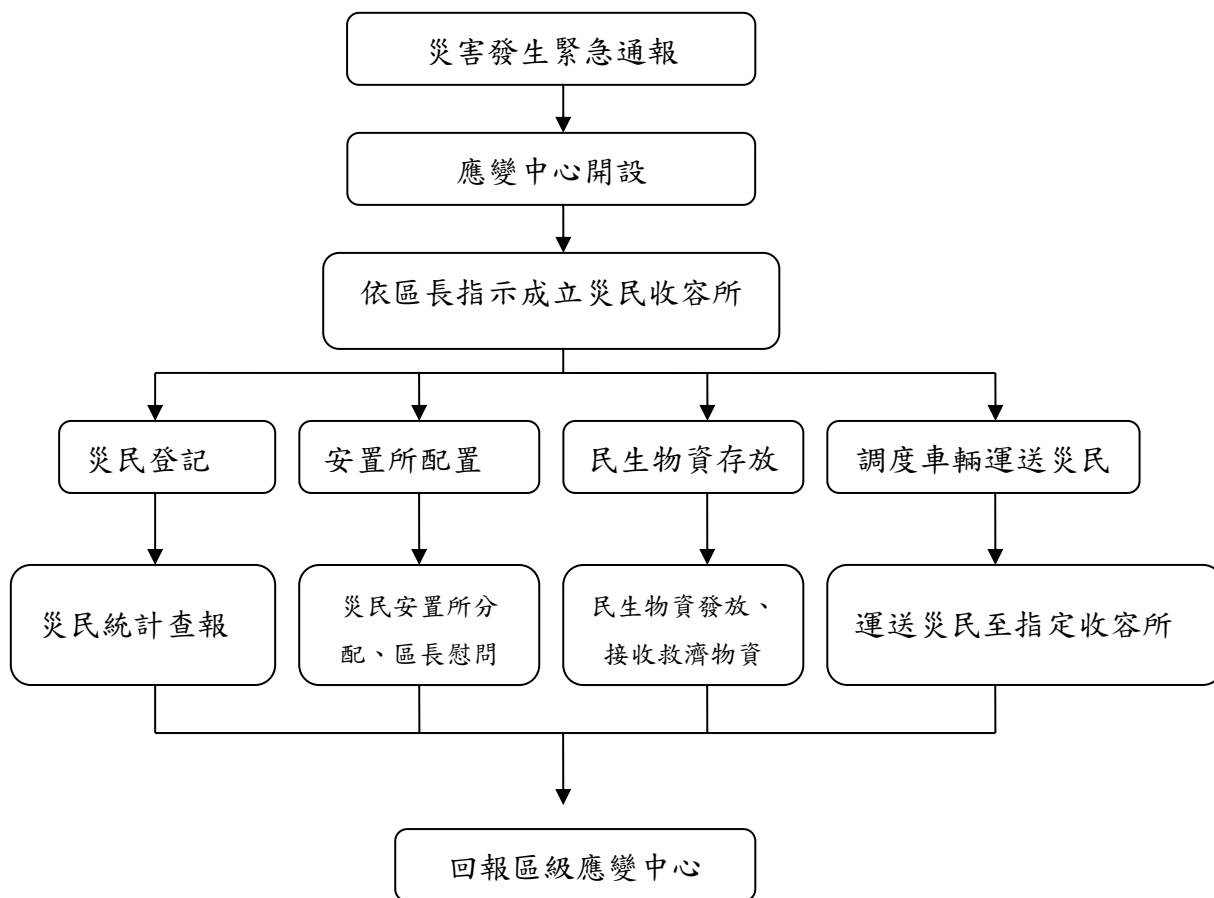 災害發生緊急通報
應變中心開設
依區長指示成立災民收容所
災民登記
安置所配置
民生物資存放
調度車輛運送災民
災民統計查報
災民安置所分
配、區長慰問
民生物資發放、
接收救濟物資
運送災民至指定收容所
回報區級應變中心